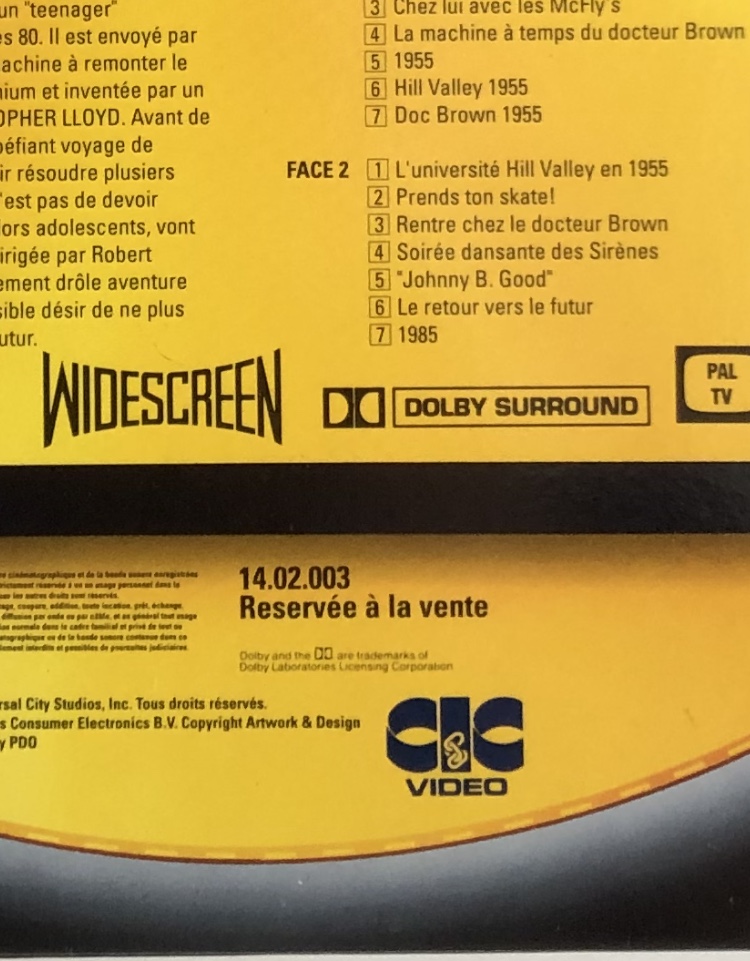 un "teenager"
es 80. Il est envoyé par
achine à remonter le
nium et inventée par un
OPHER LLOYD. Avant de
péfiant voyage de
ir résoudre plusiers
'est pas de devoir
lors adolescents, vont
irigée par Robert
ement drôle aventure
sible désir de ne plus
utur.
3 Chez lui avec les McFly's
4 La machine à temps du docteur Brown
5 1955
6 Hill Valley 1955
7 Doc Brown 1955
FACE 2 1 L'université Hill Valley en 1955
2 Prends ton skate!
3 Rentre chez le docteur Brown
4 Soirée dansante des Sirènes
5 "Johnny B. Good"
6 Le retour vers le futur
7 1985
WIDESCREEN
DOLBY SURROUND
PAL
TV
14.02.003
Reservée à la vente
Dolby and the are trademarks of
Dolby Laboratories Licensing Corporation
rsal City Studios, Inc. Tous droits réservés.
s Consumer Electronics B.V. Copyright Artwork & Design
y PDO
CIC
VIDEO